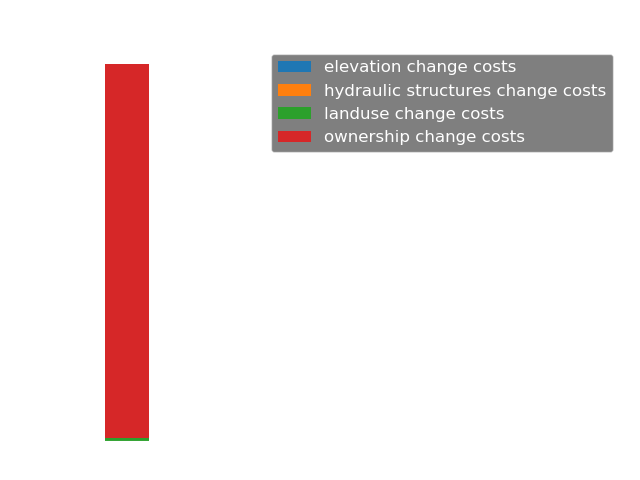 elevation change costs
hydraulic structures change costs
landuse change costs
ownership change costs